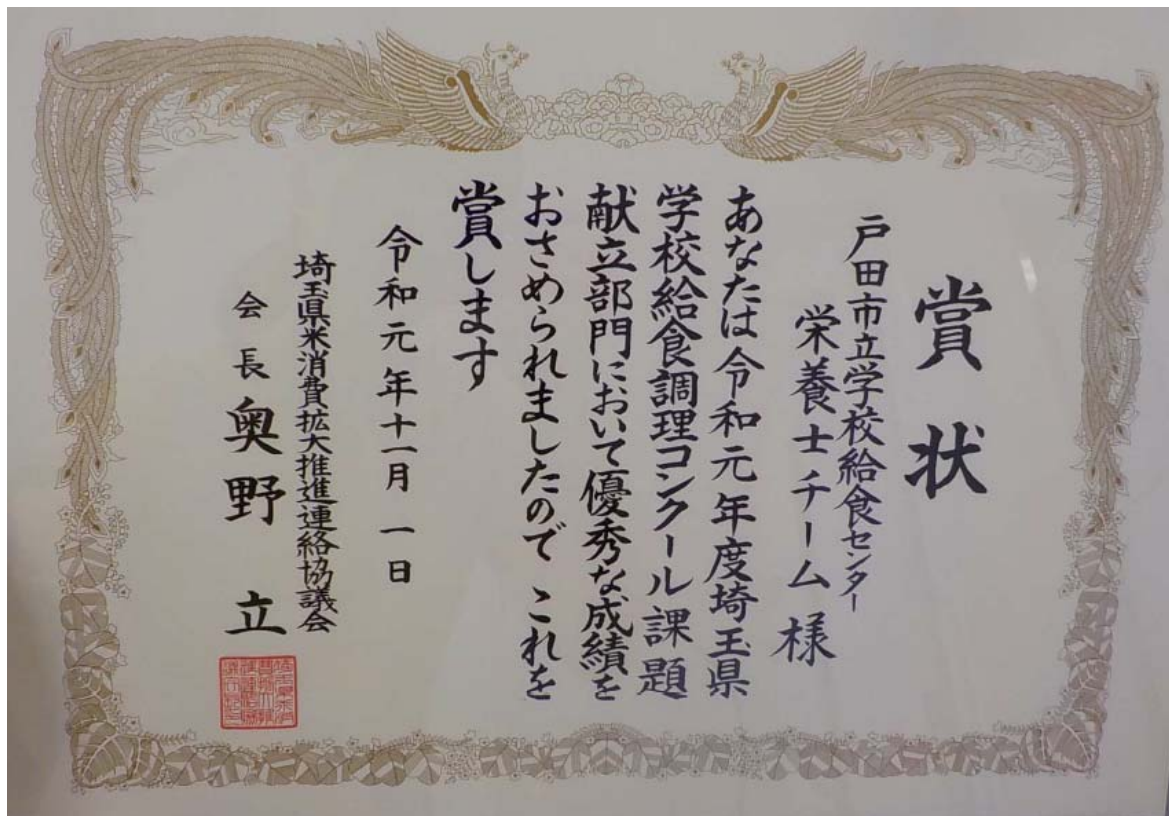 賞状
戸田市立学校給食センター
栄養士チーム 様
あなたは令和元年度埼玉県
学校給食調理コンクール課題
献立部門において優秀な成績を
おさめられましたので これを
賞します
令和元年十一月一日
埼玉県米消費拡大推進連絡協議会
会長 奥野 立